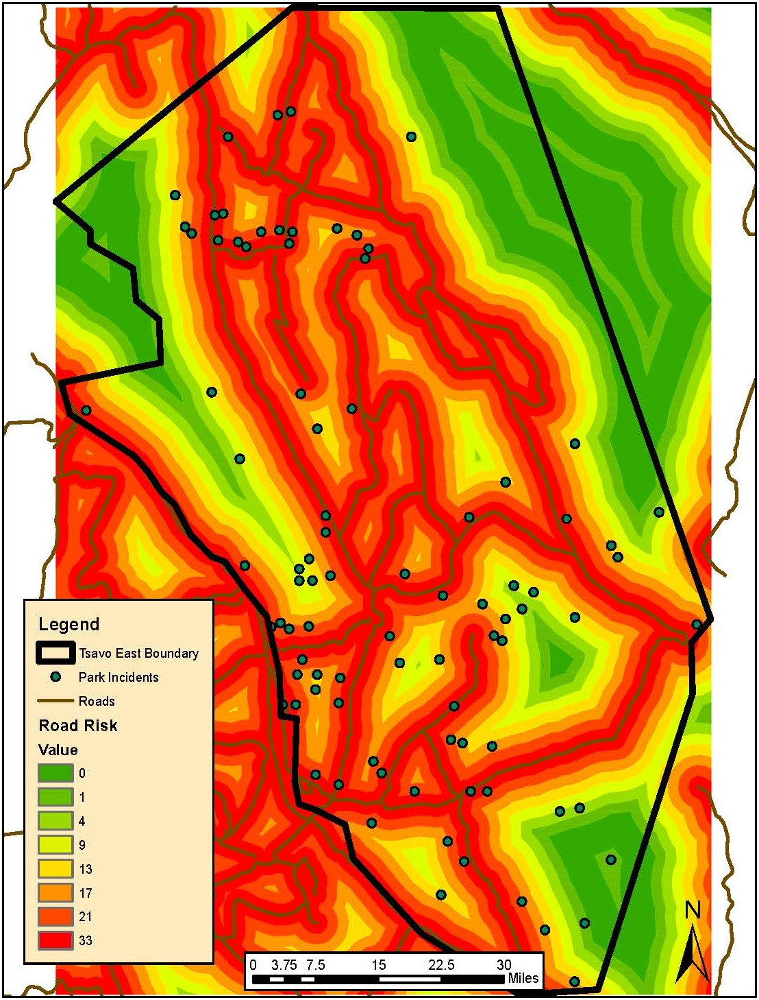 Legend
Tsavo East Boundary
Park Incidents
Roads
Road Risk
Value
0
1
4
9
13
17
21
33
N
0 3.75 7.5 15 22.5 30
Miles